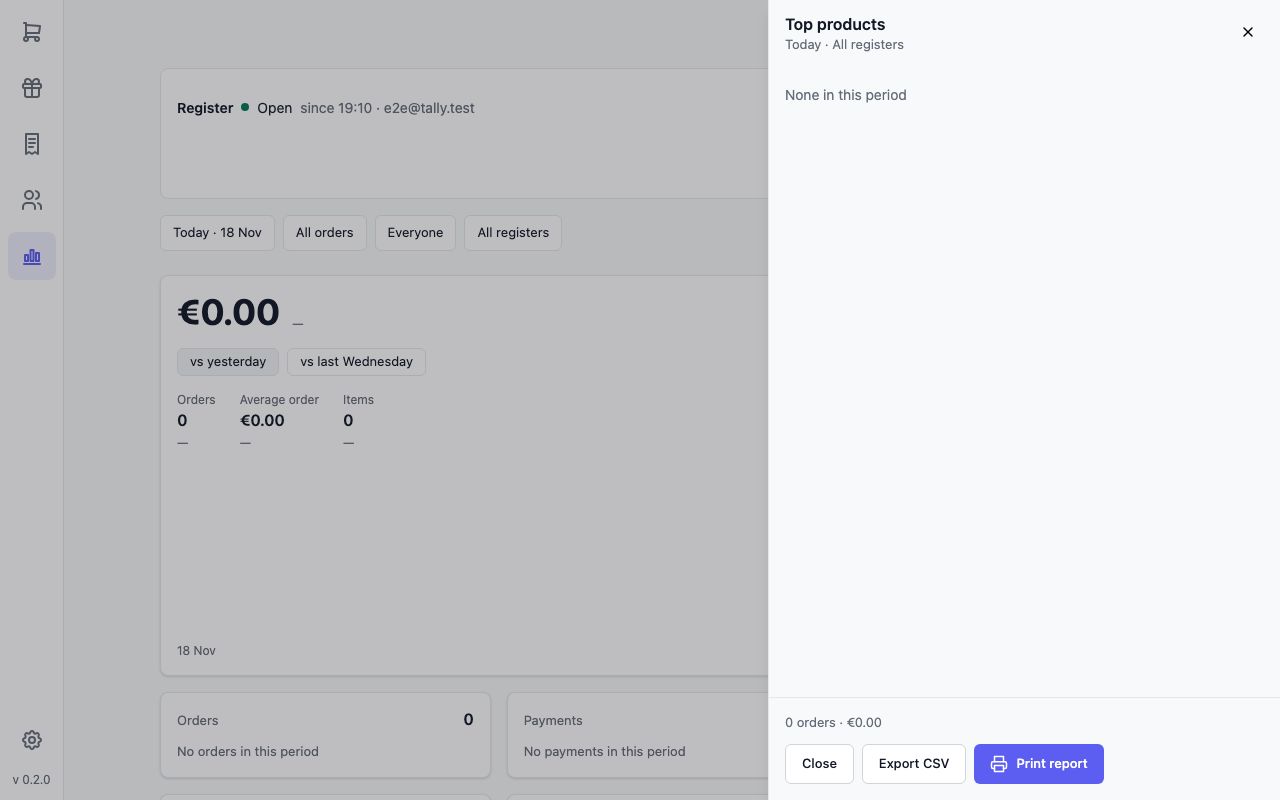 Register Open since 19:10 · e2e@tally.test
Today · 18 Nov
All orders
Everyone
All registers
€0.00 —
vs yesterday
vs last Wednesday
Orders
Average order
Items
0
€0.00
0
—
—
—
18 Nov
Orders
0
No orders in this period
Payments
No payments in this period
v 0.2.0
Top products
Today · All registers
None in this period
0 orders · €0.00
Close
Export CSV
Print report